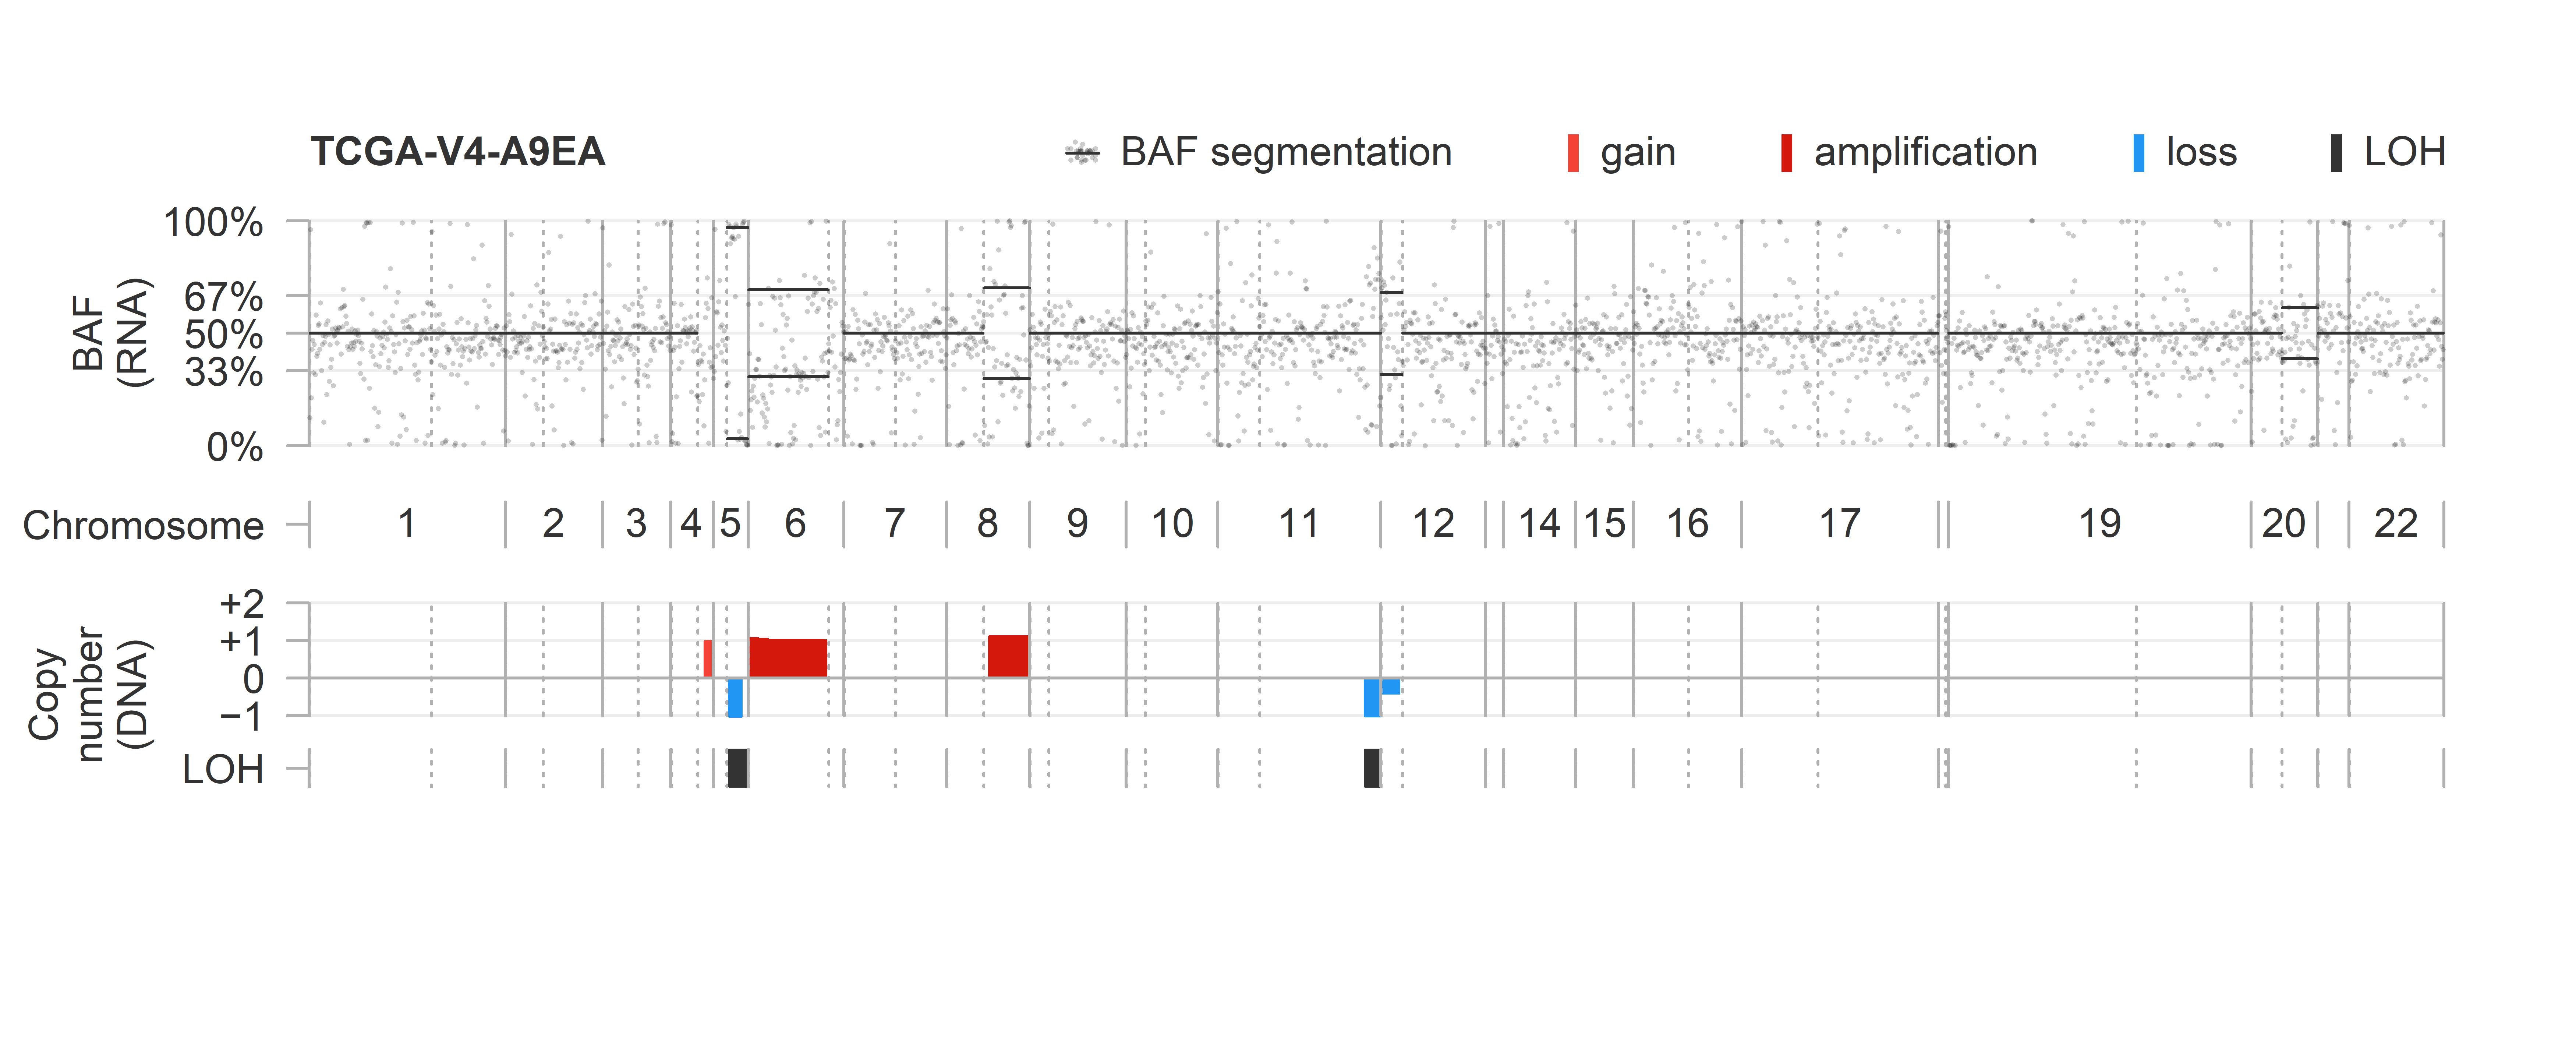 TCGA-V4-A9EA
BAF segmentation
gain
amplification
loss
LOH
BAF
(RNA)
100%
67%
50%
33%
0%
Chromosome
1 2 3 4 5 6 7 8 9 10 11 12 14 15 16 17 19 20 22
Copy
number
(DNA)
+2
+1
0
−1
LOH